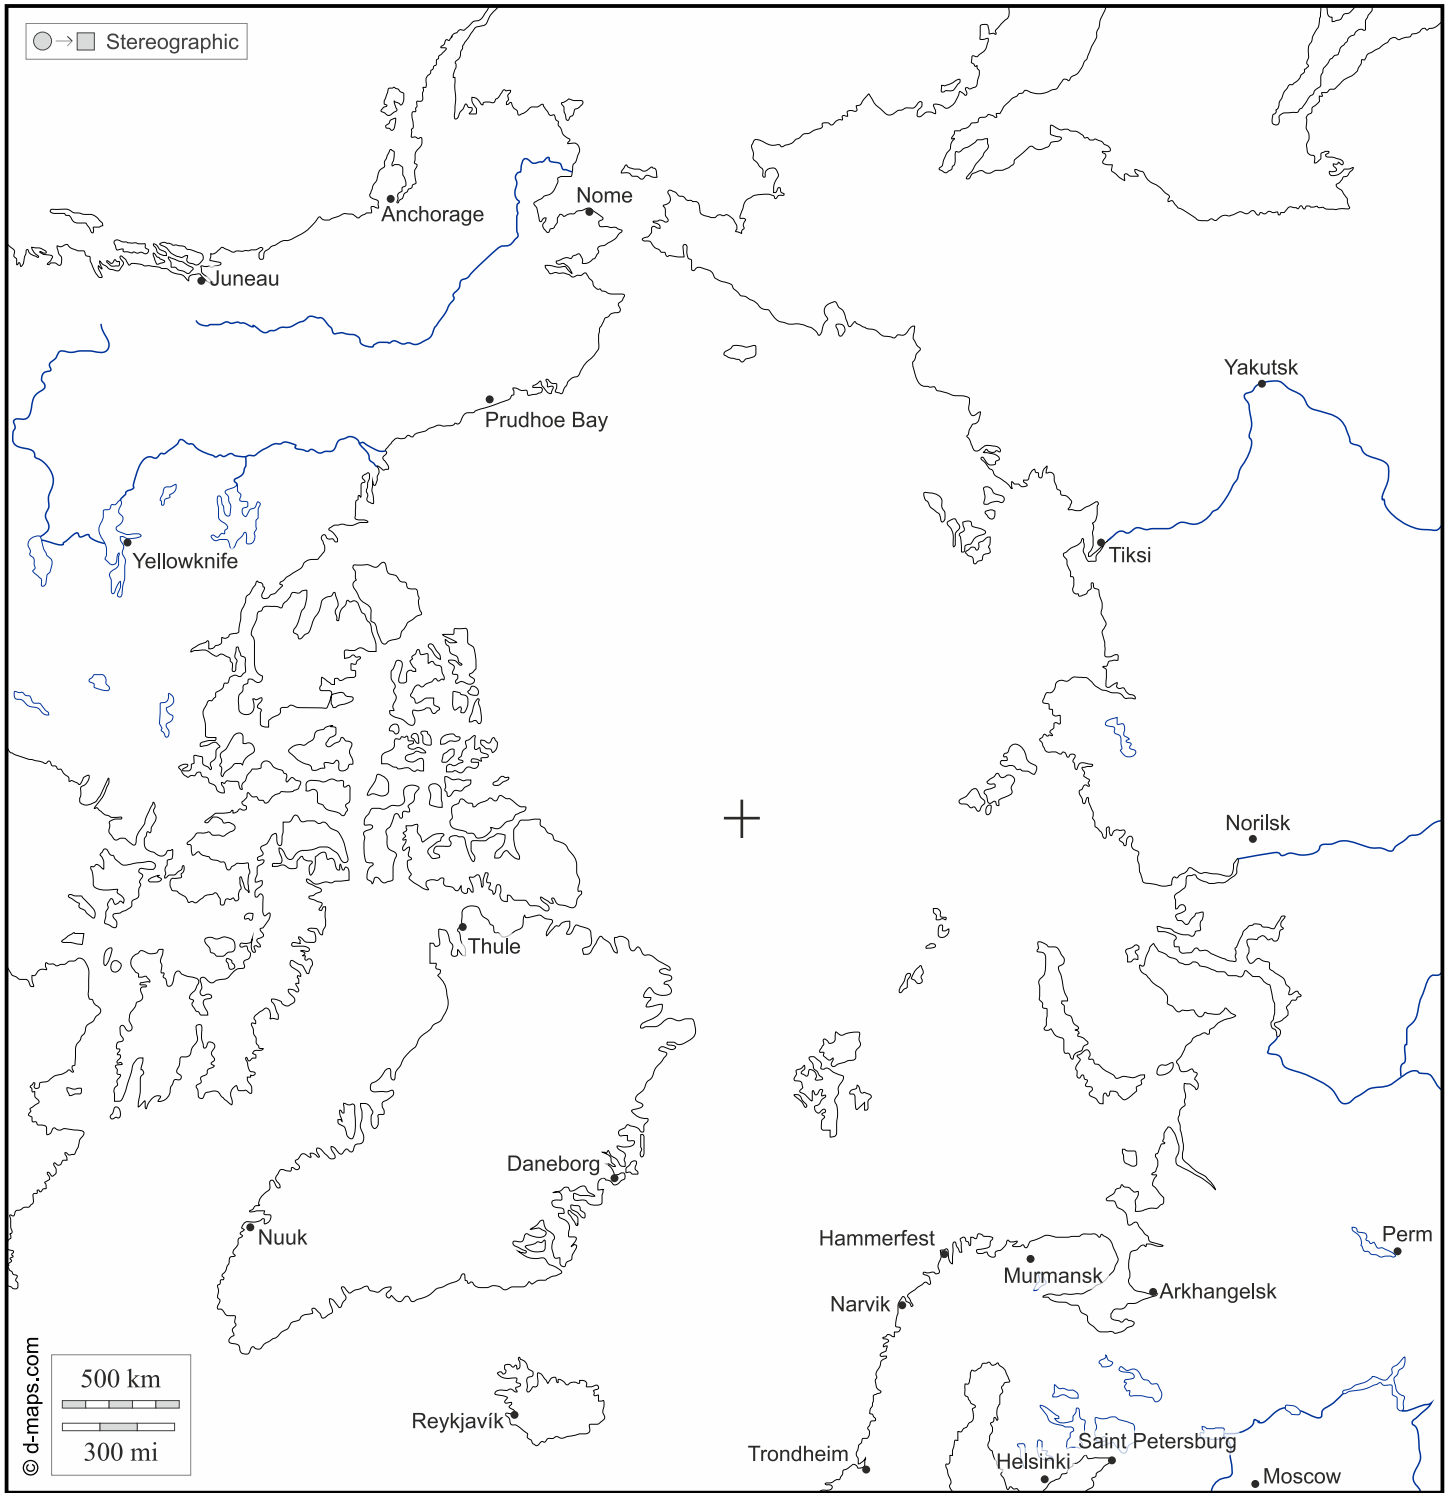 Stereographic
Nome
Anchorage
Juneau
Yakutsk
Prudhoe Bay
Yellowknife
Tiksi
Norilsk
Thule
Daneborg
Nuuk
Hammerfest
Perm
Murmansk
Narvik
Arkhangelsk
500 km
300 mi
Reykjavík
Trondheim
Saint Petersburg
Helsinki
Moscow
© d-maps.com